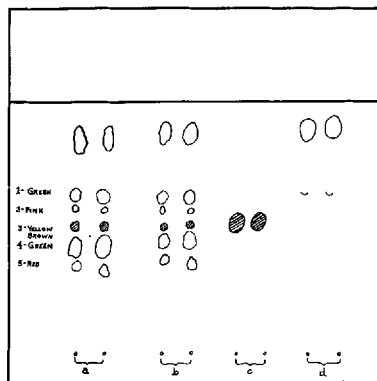 1- GREEN
2- PINK
3- YELLOW
BROWN
4- GREEN
5- RED
a b c d